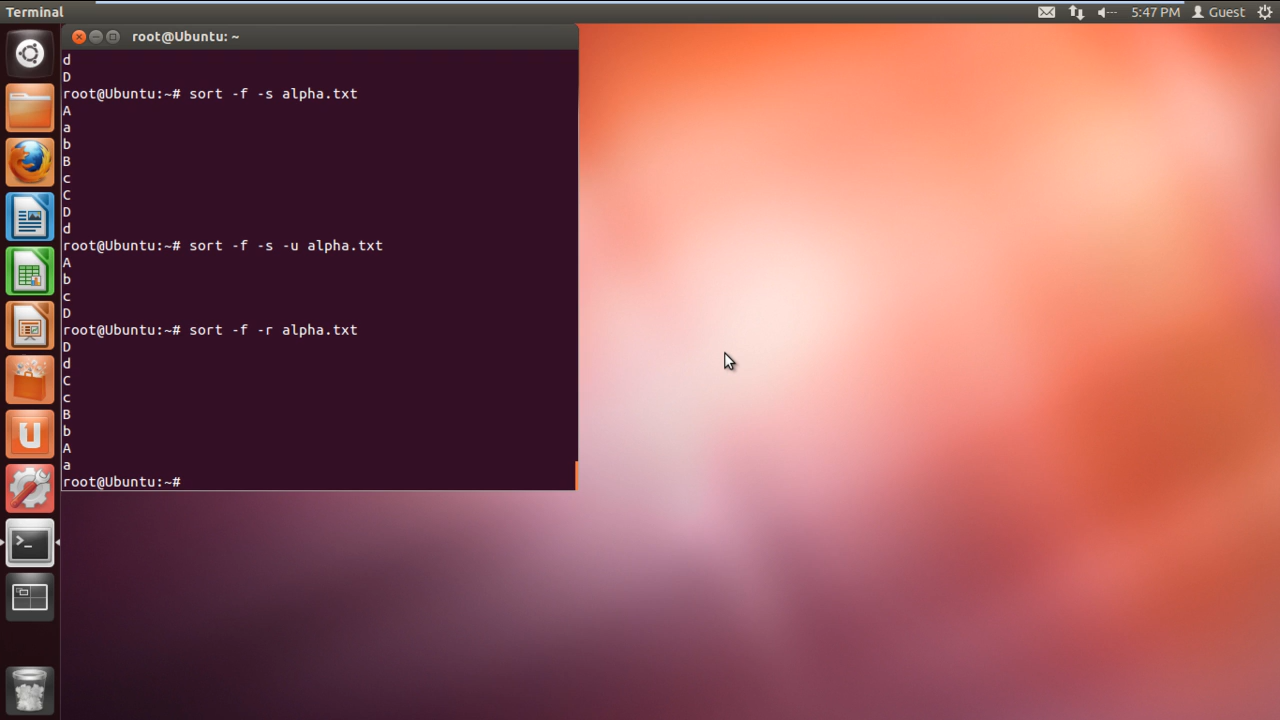 Terminal
5:47 PM Guest
root@Ubuntu: ~
d
D
root@Ubuntu:~# sort -f -s alpha.txt
A
a
b
B
c
C
D
d
root@Ubuntu:~# sort -f -s -u alpha.txt
A
b
c
D
root@Ubuntu:~# sort -f -r alpha.txt
D
d
C
c
B
b
A
a
root@Ubuntu:~#